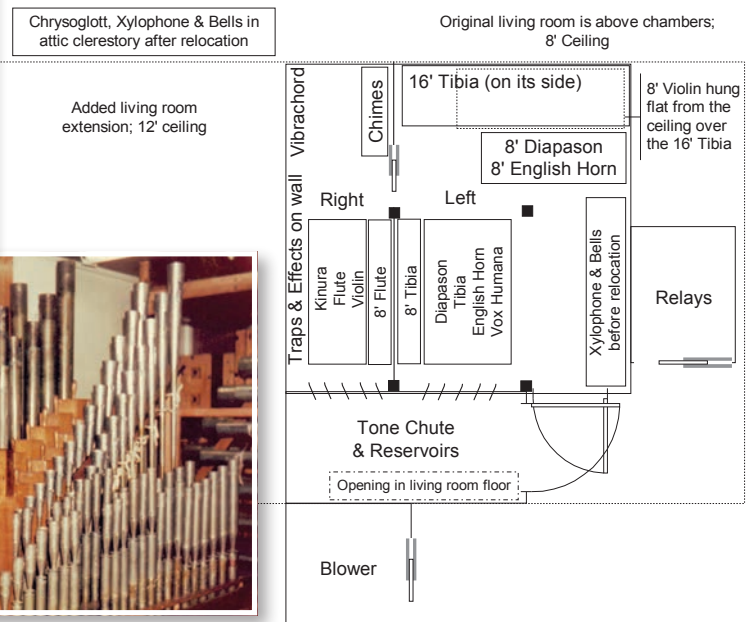 Chrysoglott, Xylophone & Bells in
attic clerestory after relocation
Original living room is above chambers;
8' Ceiling
Added living room
extension; 12' ceiling
Vibrachord
Chimes
16' Tibia (on its side)
8' Violin hung
flat from the
ceiling over
the 16' Tibia
8' Diapason
8' English Horn
Traps & Effects on wall
Right
Left
Kinura
Flute
Violin
8' Flute
8' Tibia
Diapason
Tibia
English Horn
Vox Humana
Xylophone & Bells
before relocation
Relays
Tone Chute
& Reservoirs
Opening in living room floor
Blower